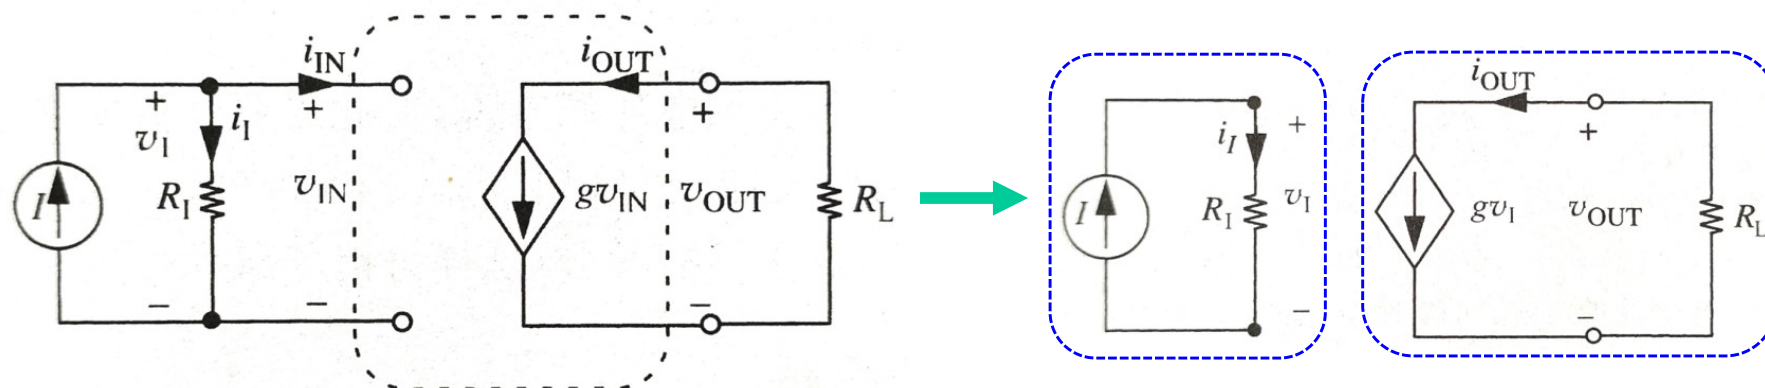 i_IN
i_OUT
+
v_I
i_I
+
+
I
R_I
v_IN
gv_IN
v_OUT
R_L
−
−
−
i_OUT
i_I
+
+
I
R_I
v_I
gv_I
v_OUT
R_L
−
−